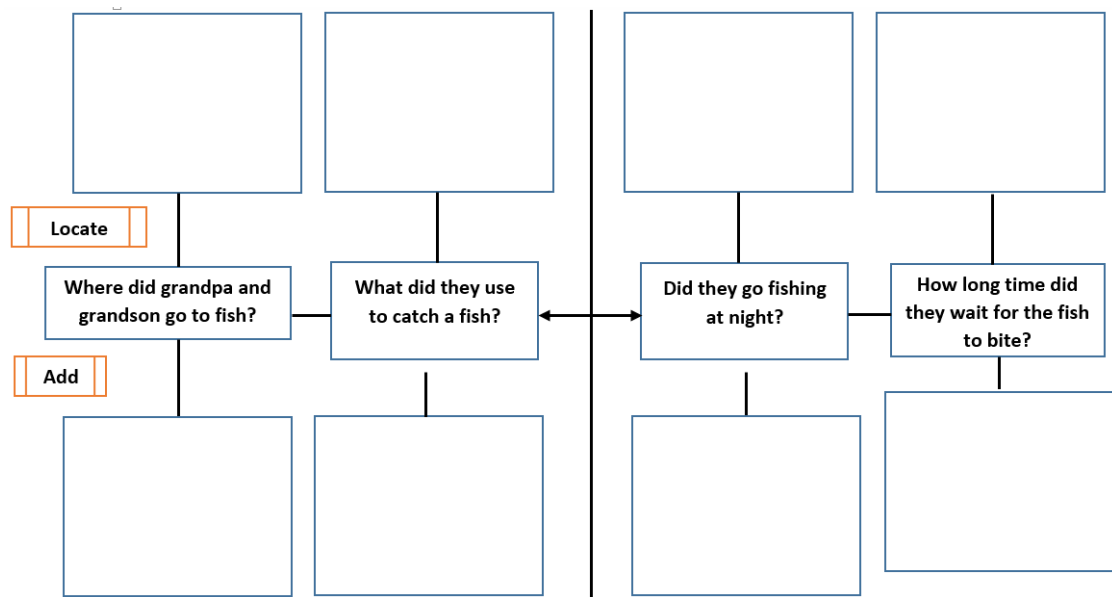 Locate
Where did grandpa and
grandson go to fish?
What did they use
to catch a fish?
Did they go fishing
at night?
How long time did
they wait for the fish
to bite?
Add